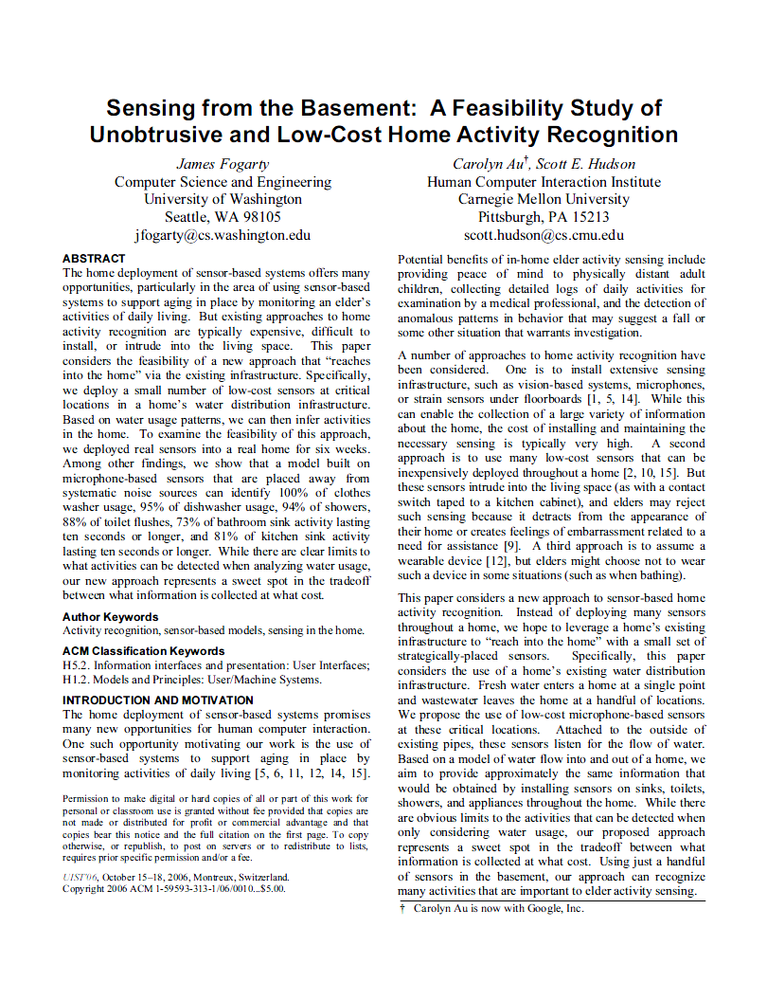 Sensing from the Basement: A Feasibility Study of
Unobtrusive and Low-Cost Home Activity Recognition
James Fogarty
Computer Science and Engineering
University of Washington
Seattle, WA 98105
jfogarty@cs.washington.edu
Carolyn Au†, Scott E. Hudson
Human Computer Interaction Institute
Carnegie Mellon University
Pittsburgh, PA 15213
scott.hudson@cs.cmu.edu
ABSTRACT
The home deployment of sensor-based systems offers many
opportunities, particularly in the area of using sensor-based
systems to support aging in place by monitoring an elder's
activities of daily living. But existing approaches to home
activity recognition are typically expensive, difficult to
install, or intrude into the living space. This paper
considers the feasibility of a new approach that “reaches
into the home” via the existing infrastructure. Specifically,
we deploy a small number of low-cost sensors at critical
locations in a home's water distribution infrastructure.
Based on water usage patterns, we can then infer activities
in the home. To examine the feasibility of this approach,
we deployed real sensors into a real home for six weeks.
Among other findings, we show that a model built on
microphone-based sensors that are placed away from
systematic noise sources can identify 100% of clothes
washer usage, 95% of dishwasher usage, 94% of showers,
88% of toilet flushes, 73% of bathroom sink activity lasting
ten seconds or longer, and 81% of kitchen sink activity
lasting ten seconds or longer. While there are clear limits to
what activities can be detected when analyzing water usage,
our new approach represents a sweet spot in the tradeoff
between what information is collected at what cost.
Author Keywords
Activity recognition, sensor-based models, sensing in the home.
ACM Classification Keywords
H5.2. Information interfaces and presentation: User Interfaces;
H1.2. Models and Principles: User/Machine Systems.
INTRODUCTION AND MOTIVATION
The home deployment of sensor-based systems promises
many new opportunities for human computer interaction.
One such opportunity motivating our work is the use of
sensor-based systems to support aging in place by
monitoring activities of daily living [5, 6, 11, 12, 14, 15].
Permission to make digital or hard copies of all or part of this work for
personal or classroom use is granted without fee provided that copies are
not made or distributed for profit or commercial advantage and that
copies bear this notice and the full citation on the first page. To copy
otherwise, or republish, to post on servers or to redistribute to lists,
requires prior specific permission and/or a fee.
UIST'06, October 15–18, 2006, Montreux, Switzerland.
Copyright 2006 ACM 1-59593-313-1/06/0010...$5.00.
Potential benefits of in-home elder activity sensing include
providing peace of mind to physically distant adult
children, collecting detailed logs of daily activities for
examination by a medical professional, and the detection of
anomalous patterns in behavior that may suggest a fall or
some other situation that warrants investigation.
A number of approaches to home activity recognition have
been considered. One is to install extensive sensing
infrastructure, such as vision-based systems, microphones,
or strain sensors under floorboards [1, 5, 14]. While this
can enable the collection of a large variety of information
about the home, the cost of installing and maintaining the
necessary sensing is typically very high. A second
approach is to use many low-cost sensors that can be
inexpensively deployed throughout a home [2, 10, 15]. But
these sensors intrude into the living space (as with a contact
switch taped to a kitchen cabinet), and elders may reject
such sensing because it detracts from the appearance of
their home or creates feelings of embarrassment related to a
need for assistance [9]. A third approach is to assume a
wearable device [12], but elders might choose not to wear
such a device in some situations (such as when bathing).
This paper considers a new approach to sensor-based home
activity recognition. Instead of deploying many sensors
throughout a home, we hope to leverage a home's existing
infrastructure to “reach into the home” with a small set of
strategically-placed sensors. Specifically, this paper
considers the use of a home's existing water distribution
infrastructure. Fresh water enters a home at a single point
and wastewater leaves the home at a handful of locations.
We propose the use of low-cost microphone-based sensors
at these critical locations. Attached to the outside of
existing pipes, these sensors listen for the flow of water.
Based on a model of water flow into and out of a home, we
aim to provide approximately the same information that
would be obtained by installing sensors on sinks, toilets,
showers, and appliances throughout the home. While there
are obvious limits to the activities that can be detected when
only considering water usage, our proposed approach
represents a sweet spot in the tradeoff between what
information is collected at what cost. Using just a handful
of sensors in the basement, our approach can recognize
many activities that are important to elder activity sensing.
† Carolyn Au is now with Google, Inc.